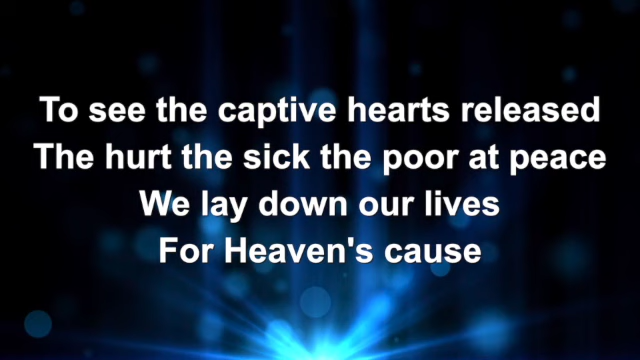 To see the captive hearts released
The hurt the sick the poor at peace
We lay down our lives
For Heaven's cause